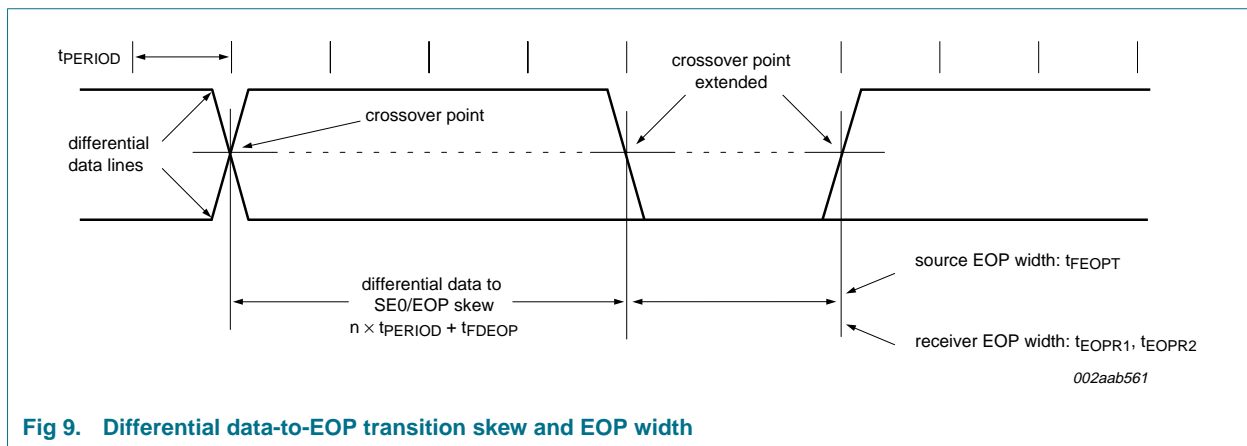 tPERIOD
crossover point
extended
crossover point
differential
data lines
differential data to
SE0/EOP skew
n × tPERIOD + tFDEOP
source EOP width: tFEOPT
receiver EOP width: tEOPR1, tEOPR2
002aab561
Fig 9. Differential data-to-EOP transition skew and EOP width